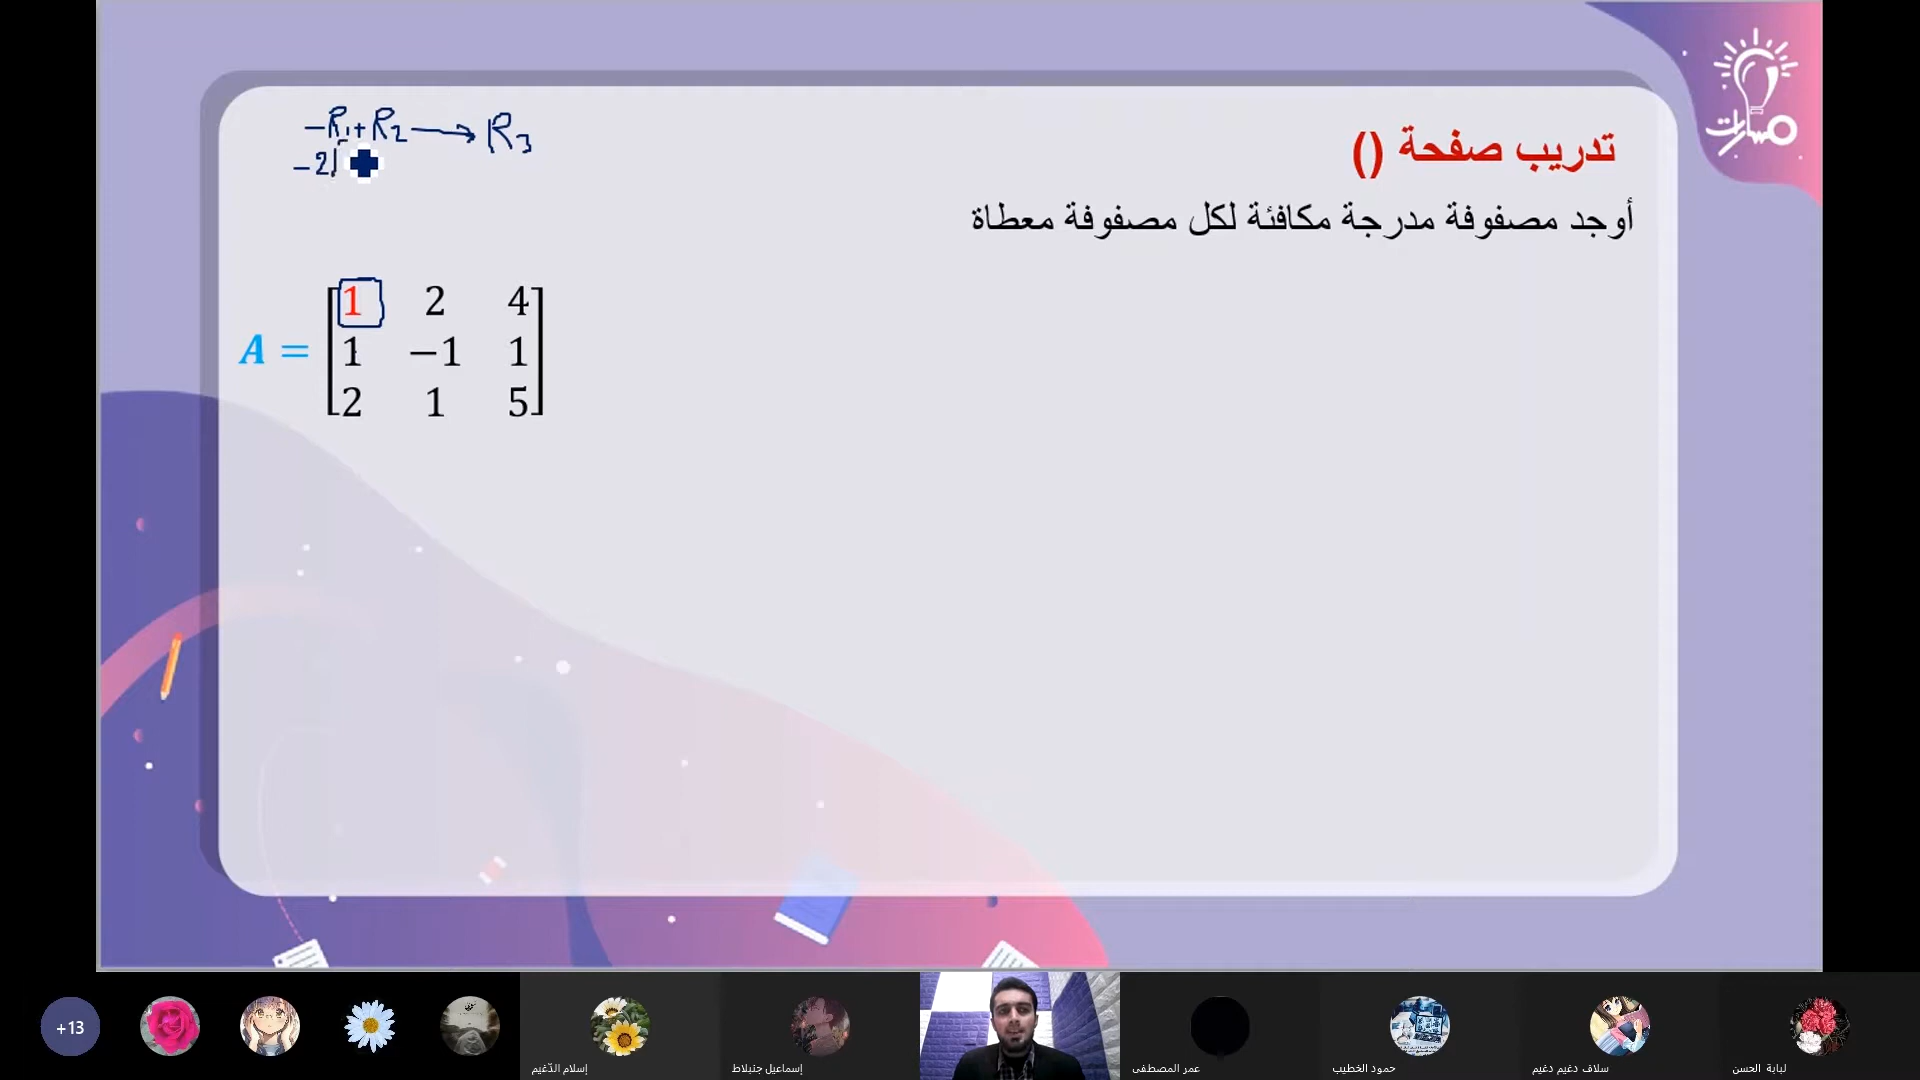 مسارات
تدريب صفحة ()
أوجد مصفوفة مدرجة مكافئة لكل مصفوفة معطاة
-R₁+R₂ → R₃
-2
A = [1 2 4
1 -1 1
2 1 5]
+13
إسلام الدّغيم
إسماعيل جنبلاط
عمر المصطفى
حمود الخطيب
سلاف دغيم دغيم
لبابة الحسن